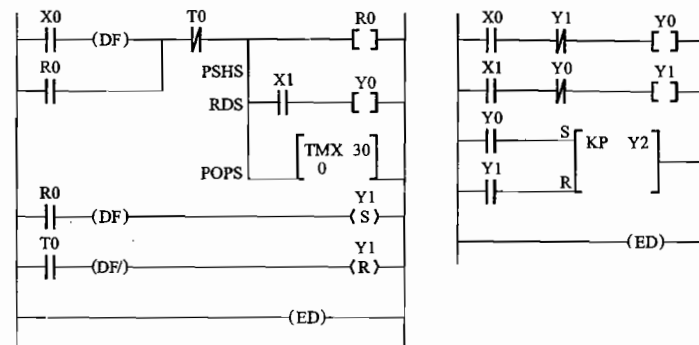 X0 (DF) T0 R0
R0
PSHS
RDS X1 Y0
TMX 30
0
POPS
R0 (DF) Y1
S
T0 (DF/) Y1
R
(ED)
X0 Y1 Y0
X1 Y0 Y1
Y0 S KP Y2
Y1 R
(ED)